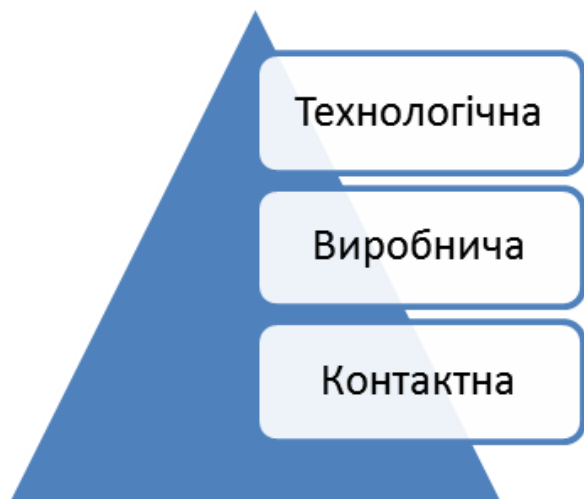 Технологічна
Виробнича
Контактна